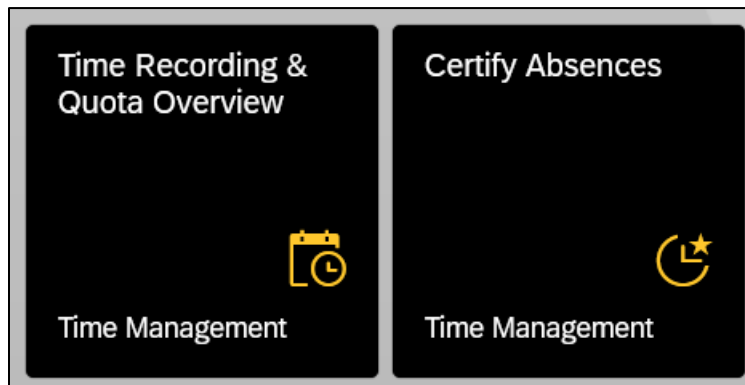 Time Recording &
Quota Overview
Time Management
Certify Absences
Time Management